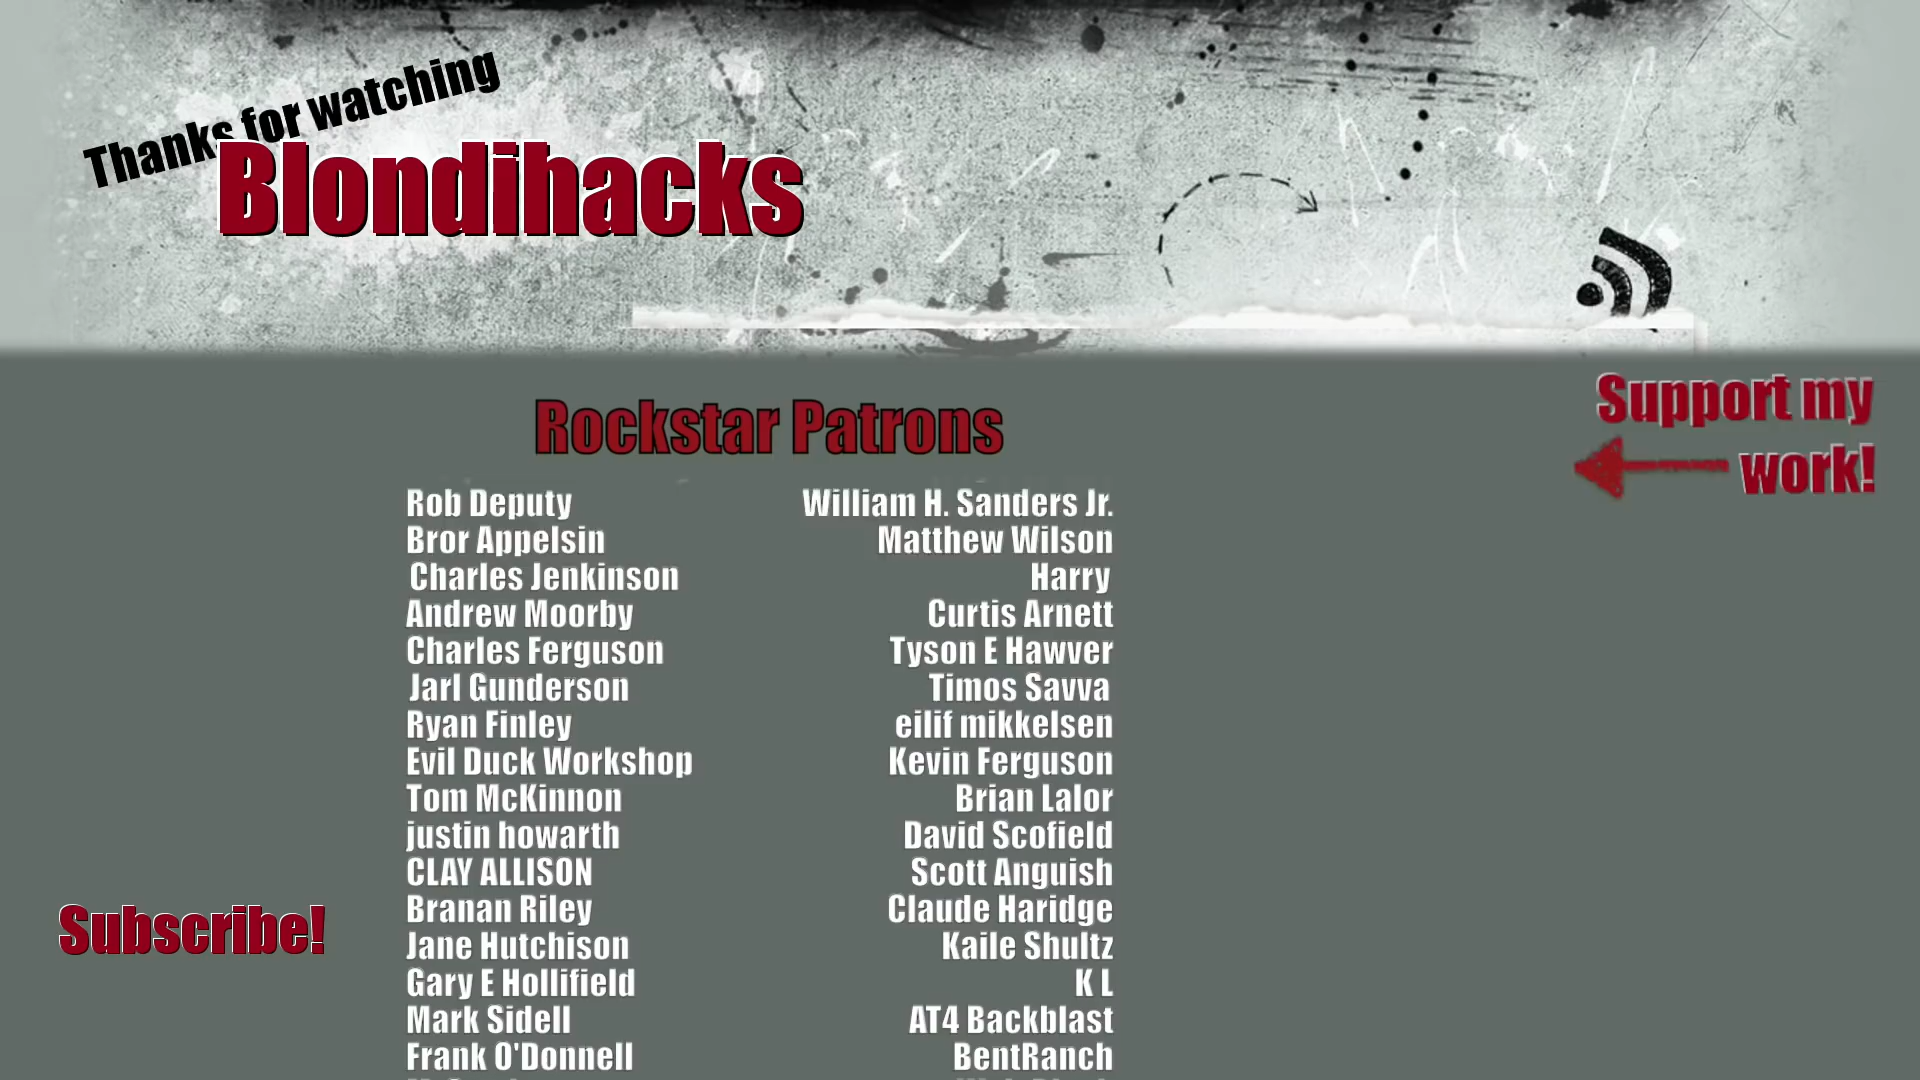 Thanks for watching
Blondihacks
Support my
work!
Rockstar Patrons
Rob Deputy
William H. Sanders Jr.
Bror Appelsin
Matthew Wilson
Charles Jenkinson
Harry
Andrew Moorby
Curtis Arnett
Charles Ferguson
Tyson E Hawver
Jarl Gunderson
Timos Savva
Ryan Finley
eilif mikkelsen
Evil Duck Workshop
Kevin Ferguson
Tom McKinnon
Brian Lalor
justin howarth
David Scofield
CLAY ALLISON
Scott Anguish
Branan Riley
Claude Haridge
Subscribe!
Jane Hutchison
Kaile Shultz
Gary E Hollifield
K L
Mark Sidell
AT4 Backblast
Frank O'Donnell
BentRanch